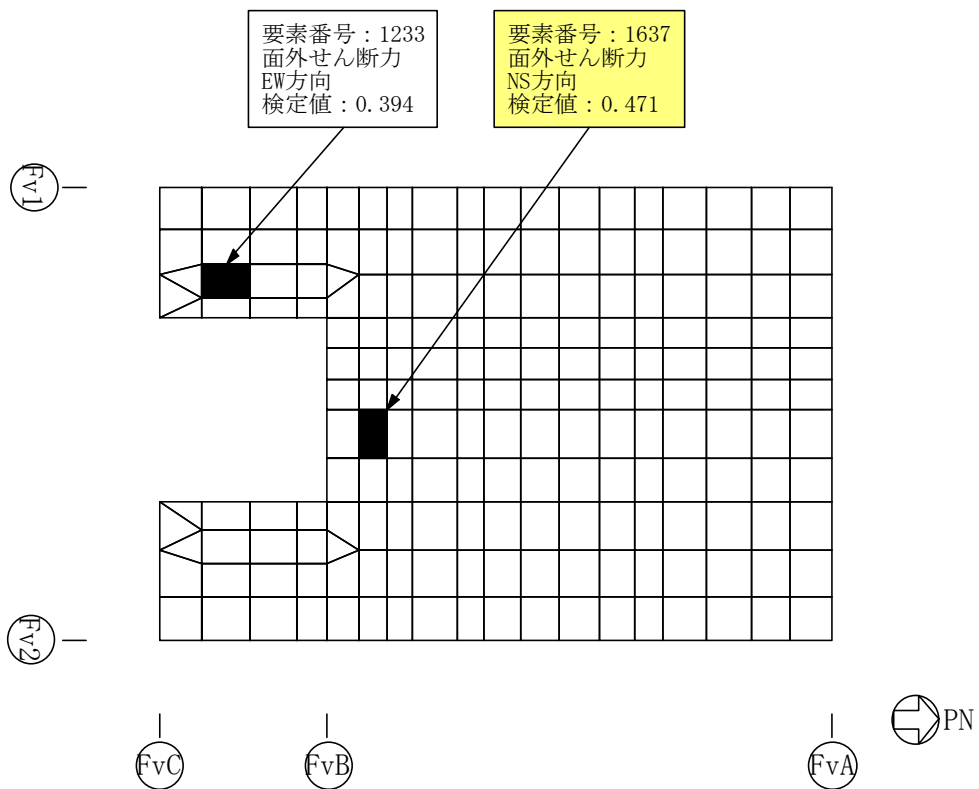 要素番号：1233
面外せん断力
EW方向
検定値：0.394
要素番号：1637
面外せん断力
NS方向
検定値：0.471
Fv1
Fv2
PN
FvC
FvB
FvA